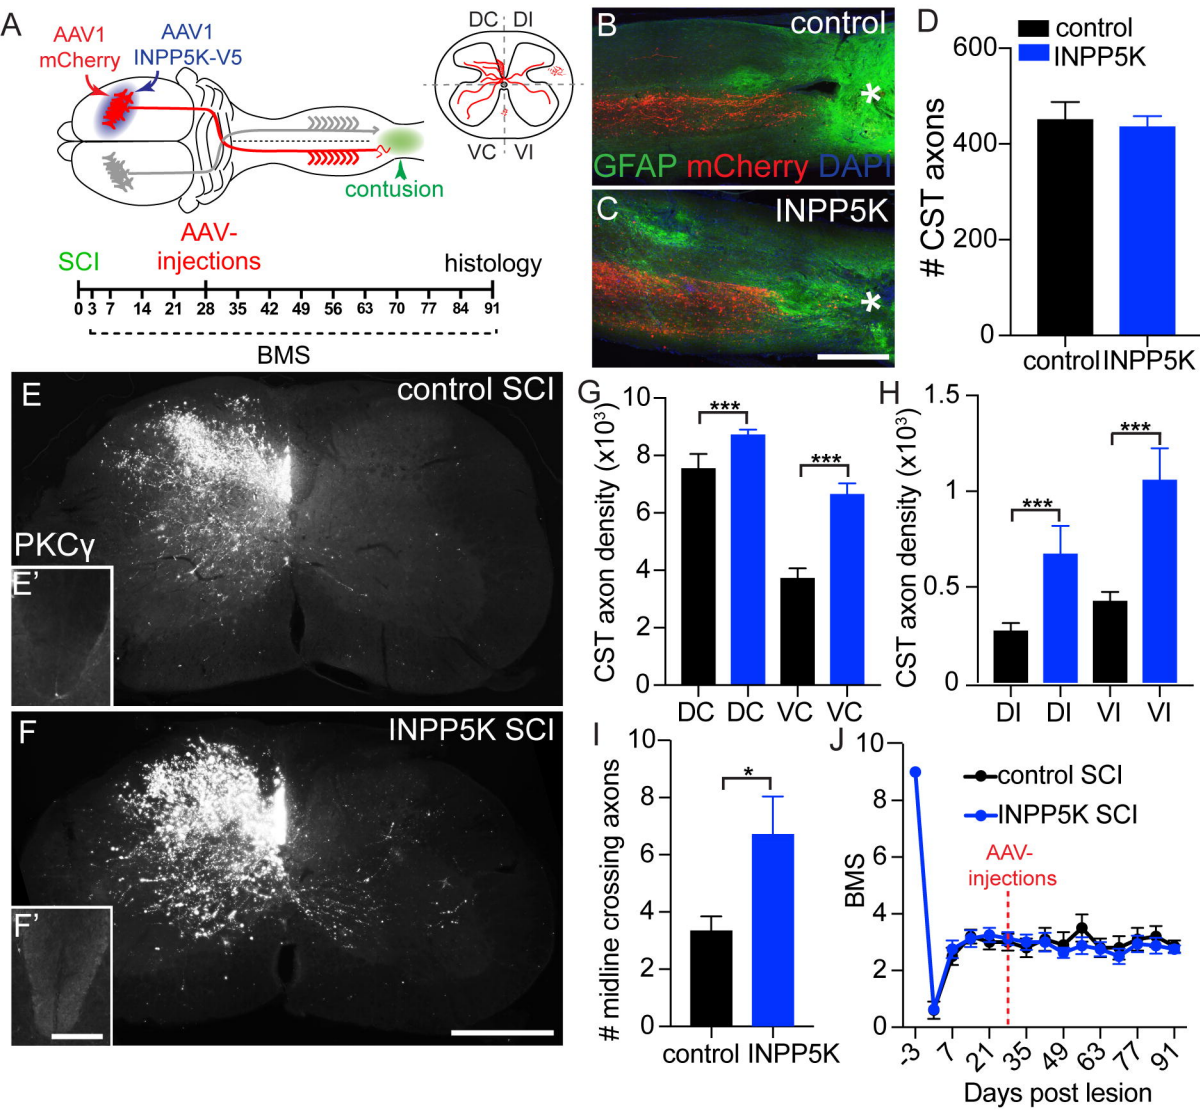 A
AAV1
mCherry
AAV1
INPP5K-V5
contusion
DC DI
VC VI
SCI
AAV-
injections
histology
0 3 7 14 21 28 35 42 49 56 63 70 77 84 91
BMS
B
control
*
GFAP mCherry DAPI
C
INPP5K
*
D
control
INPP5K
# CST axons
600
400
200
0
control INPP5K
E
control SCI
PKCγ
E'
F
INPP5K SCI
F'
G
CST axon density (x10³)
10
8
6
4
2
0
***
***
DC DC VC VC
H
CST axon density (x10³)
1.5
1
0.5
0
***
***
DI DI VI VI
I
# midline crossing axons
10
8
6
4
2
0
*
control INPP5K
J
BMS
10
8
6
4
2
0
control SCI
INPP5K SCI
AAV-
injections
-3 7 21 35 49 63 77 91
Days post lesion